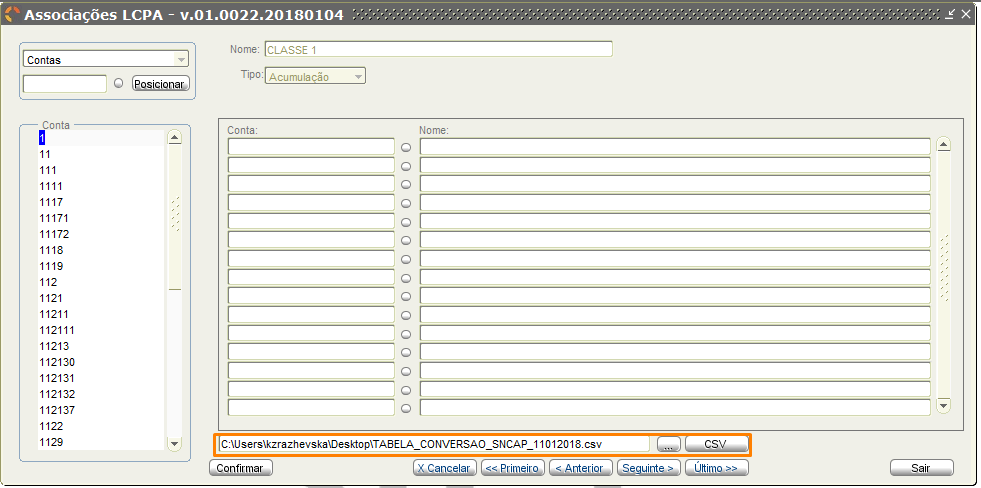 Associações LCPA - v.01.0022.20180104
Contas
Posicionar
Nome: CLASSE 1
Tipo: Acumulação
Conta
1
11
111
1111
1117
11171
11172
1118
1119
112
1121
11211
112111
11213
112130
112131
112132
112137
1122
1129
Conta: Nome:
C:\Users\kzrazhevska\Desktop\TABELA_CONVERSAO_SNCAP_11012018.csv ... CSV
Confirmar X Cancelar << Primeiro < Anterior Seguinte > Último >> Sair